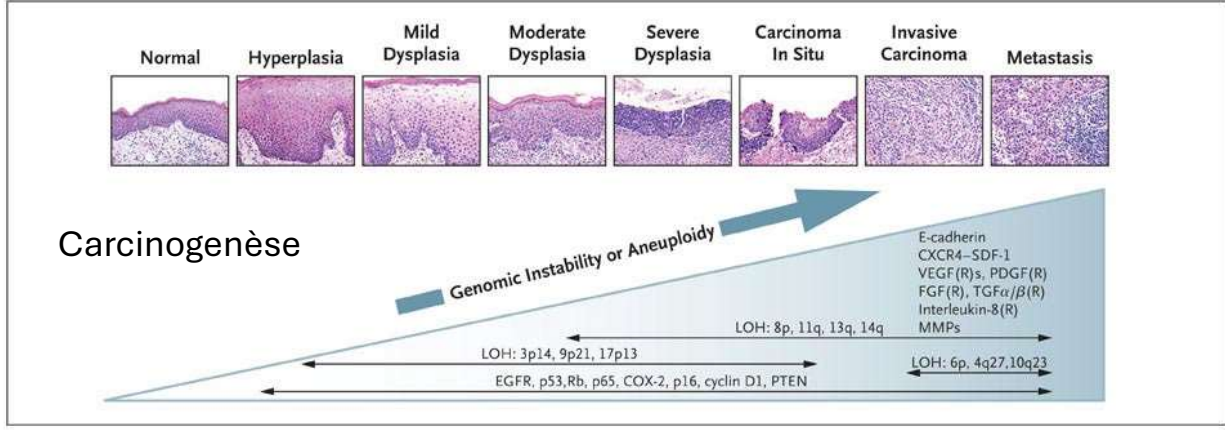 Normal
Hyperplasia
Mild
Dysplasia
Moderate
Dysplasia
Severe
Dysplasia
Carcinoma
In Situ
Invasive
Carcinoma
Metastasis
Carcinogenèse
Genomic Instability or Aneuploidy
E-cadherin
CXCR4–SDF-1
VEGF(R)s, PDGF(R)
FGF(R), TGFα/β(R)
Interleukin-8(R)
MMPs
LOH: 8p, 11q, 13q, 14q
LOH: 3p14, 9p21, 17p13
LOH: 6p, 4q27,10q23
EGFR, p53,Rb, p65, COX-2, p16, cyclin D1, PTEN